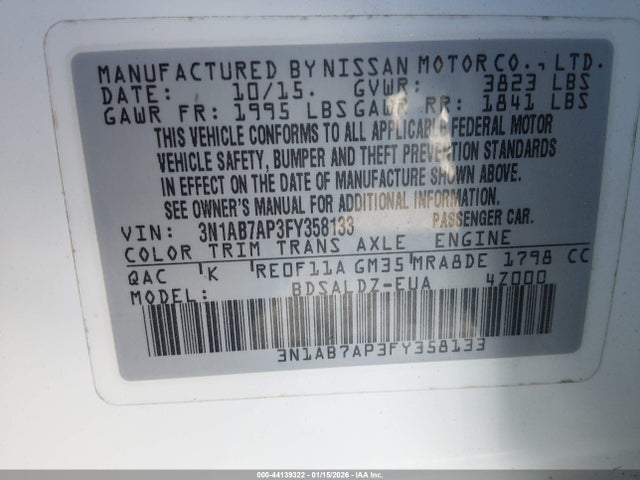 MANUFACTURED BY NISSAN MOTOR CO., LTD.
DATE: 10/15. GVWR: 3823 LBS
GAWR FR: 1995 LBS GAWR RR: 1841 LBS
THIS VEHICLE CONFORMS TO ALL APPLICABLE FEDERAL MOTOR
VEHICLE SAFETY, BUMPER AND THEFT PREVENTION STANDARDS
IN EFFECT ON THE DATE OF MANUFACTURE SHOWN ABOVE.
SEE OWNER'S MANUAL FOR ADDITIONAL INFORMATION.
VIN: 3N1AB7AP3FY358133 PASSENGER CAR.
COLOR TRIM TRANS AXLE ENGINE
QAC K RE0F11A GM35 MRA8DE 1798 CC
MODEL: BDSALDZ-EUA 4Z000
3N1AB7AP3FY358133
000-44139322 - 01/15/2026 - IAA Inc.